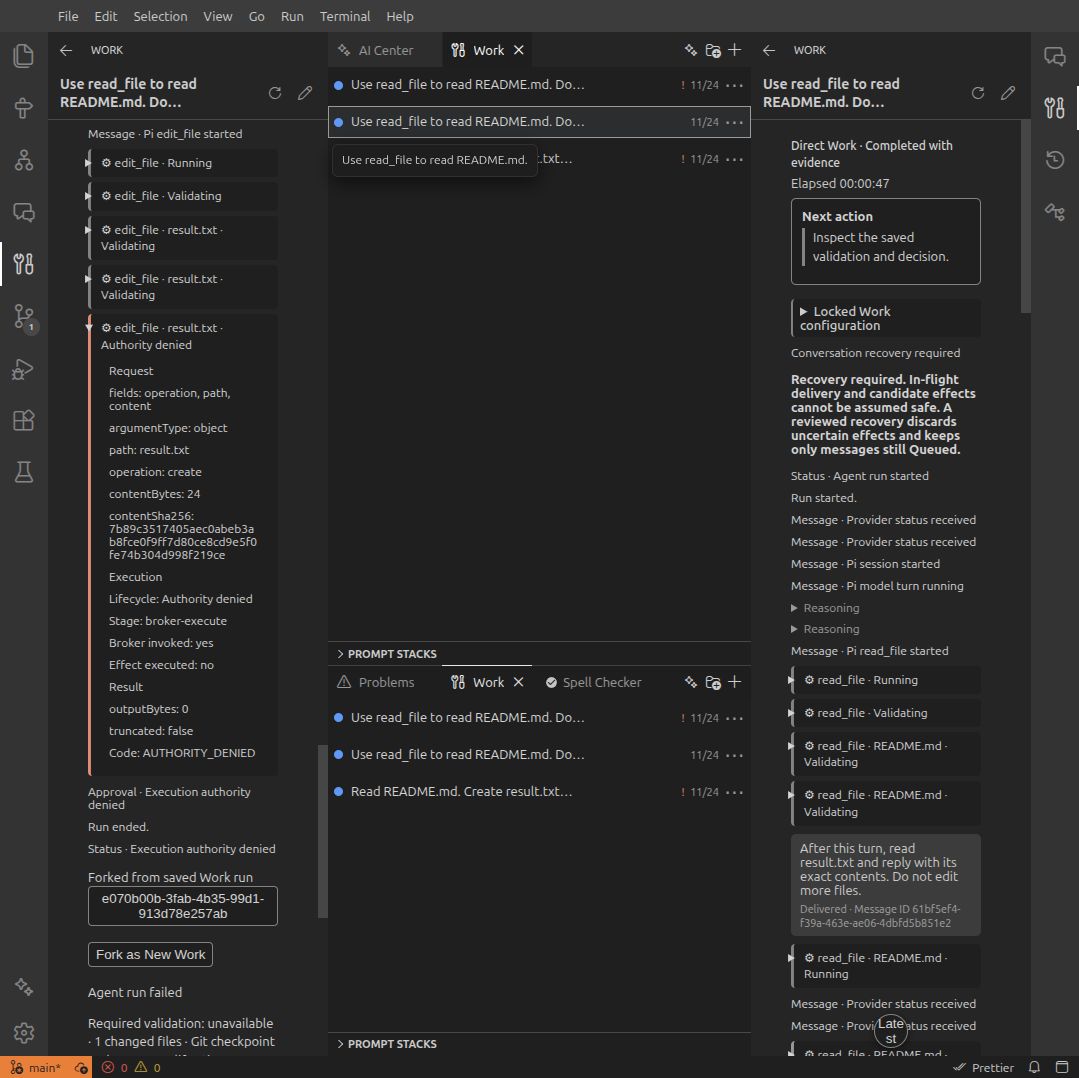 File Edit Selection View Go Run Terminal Help
WORK
Use read_file to read
README.md. Do…
Message · Pi edit_file started
edit_file · Running
edit_file · Validating
edit_file · result.txt ·
Validating
edit_file · result.txt ·
Validating
edit_file · result.txt ·
Authority denied
Request
fields: operation, path,
content
argumentType: object
path: result.txt
operation: create
contentBytes: 24
contentSha256:
7b89c3517405aec0abeb3a
b8fce0f9ff7d80ce8cd9e5f0
fe74b304d998f219ce
Execution
Lifecycle: Authority denied
Stage: broker-execute
Broker invoked: yes
Effect executed: no
Result
outputBytes: 0
truncated: false
Code: AUTHORITY_DENIED
Approval · Execution authority
denied
Run ended.
Status · Execution authority denied
Forked from saved Work run
e070b00b-3fab-4b35-99d1-
913d78e257ab
Fork as New Work
Agent run failed
Required validation: unavailable
· 1 changed files · Git checkpoint
AI Center Work
Use read_file to read README.md. Do… ! 11/24
Use read_file to read README.md. Do… 11/24
Use read_file to read README.md.
.txt… ! 11/24
PROMPT STACKS
Problems Work Spell Checker
Use read_file to read README.md. Do… ! 11/24
Use read_file to read README.md. Do… 11/24
Read README.md. Create result.txt… ! 11/24
PROMPT STACKS
WORK
Use read_file to read
README.md. Do…
Direct Work · Completed with
evidence
Elapsed 00:00:47
Next action
Inspect the saved
validation and decision.
Locked Work
configuration
Conversation recovery required
Recovery required. In-flight
delivery and candidate effects
cannot be assumed safe. A
reviewed recovery discards
uncertain effects and keeps
only messages still Queued.
Status · Agent run started
Run started.
Message · Provider status received
Message · Provider status received
Message · Pi session started
Message · Pi model turn running
Reasoning
Reasoning
Message · Pi read_file started
read_file · Running
read_file · Validating
read_file · README.md ·
Validating
read_file · README.md ·
Validating
After this turn, read
result.txt and reply with its
exact contents. Do not edit
more files.
Delivered · Message ID 61bf5ef4-
f39a-463e-ae06-4dbfd5b851e2
read_file · README.md ·
Running
Message · Provider status received
Message · status received
Late
st
read_file · README.md ·
1
main* 0 0 Prettier